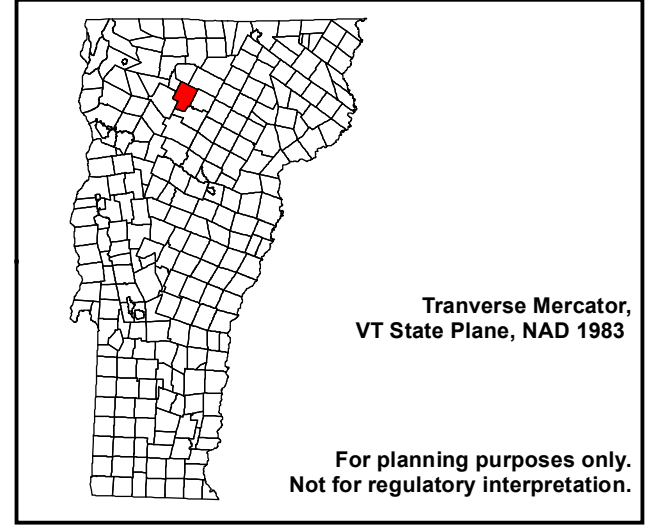 Tranverse Mercator,
VT State Plane, NAD 1983
For planning purposes only.
Not for regulatory interpretation.